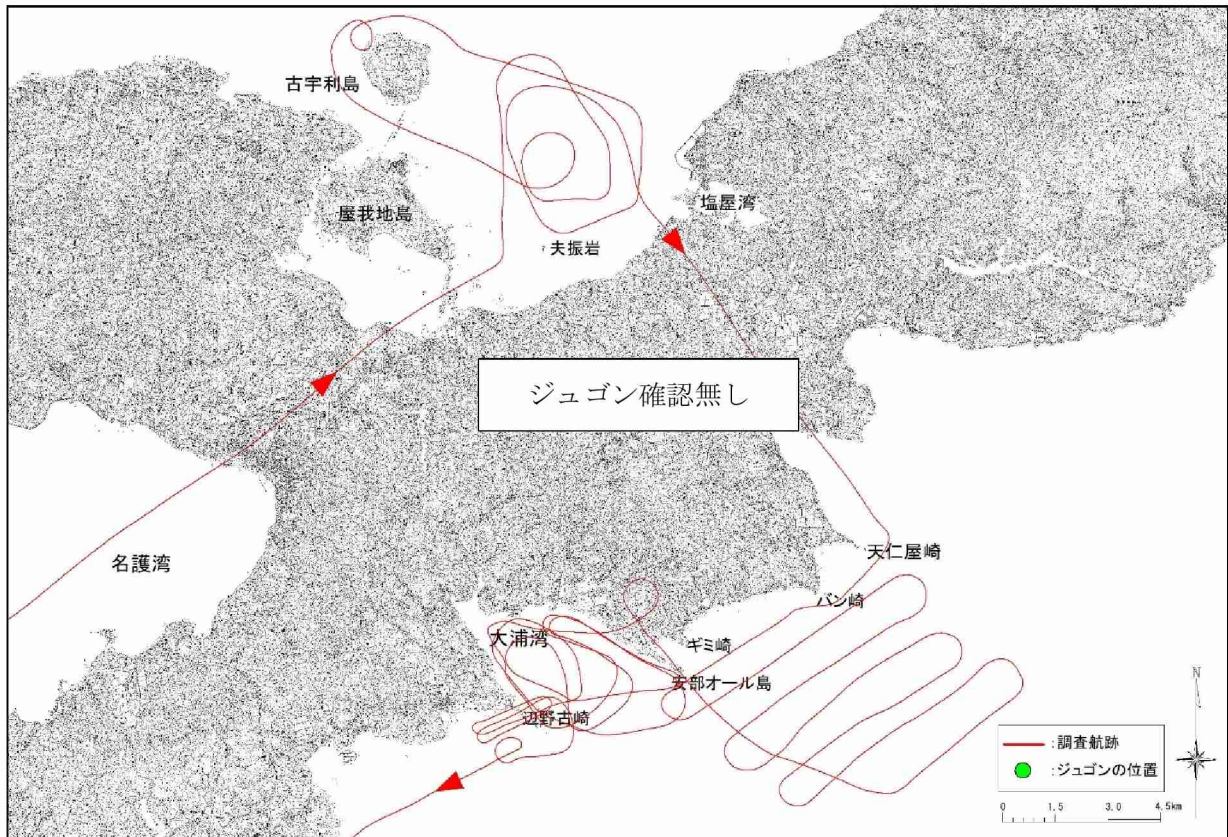 古宇利島
屋我地島
塩屋湾
夫振岩
ジュゴン確認無し
名護湾
天仁屋崎
バン崎
大浦湾
ギミ崎
安部オール島
辺野古崎
N
:調査航跡
:ジュゴンの位置
0 1.5 3.0 4.5km